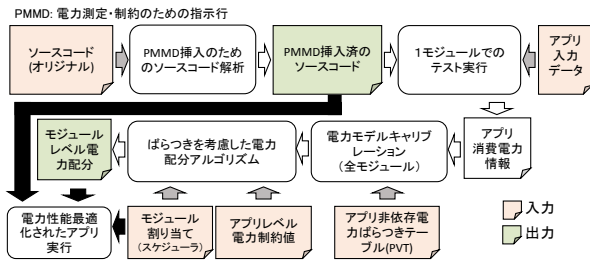 PMMD: 電力測定・制約のための指示行
ソースコード
(オリジナル)
PMMD挿入のため
のソースコード解析
PMMD挿入済の
ソースコード
1モジュールでの
テスト実行
アプリ
入力
データ
モジュール
レベル電
力配分
ばらつきを考慮した電力
配分アルゴリズム
電力モデルキャリブ
レーション
(全モジュール)
アプリ
消費電力
情報
電力性能最適
化されたアプリ
実行
モジュール
割り当て
(スケジューラ)
アプリレベル
電力制約値
アプリ非依存電
力ばらつきテー
ブル(PVT)
入力
出力